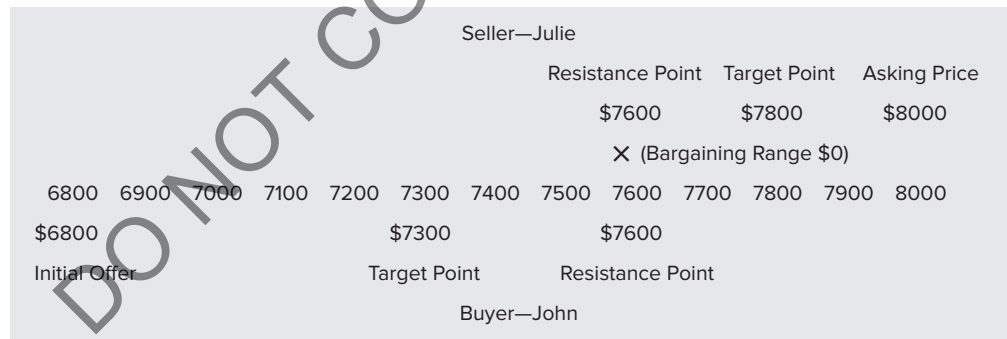 Seller—Julie
Resistance Point Target Point Asking Price
$7600 $7800 $8000
✕ (Bargaining Range $0)
6800 6900 7000 7100 7200 7300 7400 7500 7600 7700 7800 7900 8000
$6800 $7300 $7600
Initial Offer Target Point Resistance Point
Buyer—John
DO NOT CO